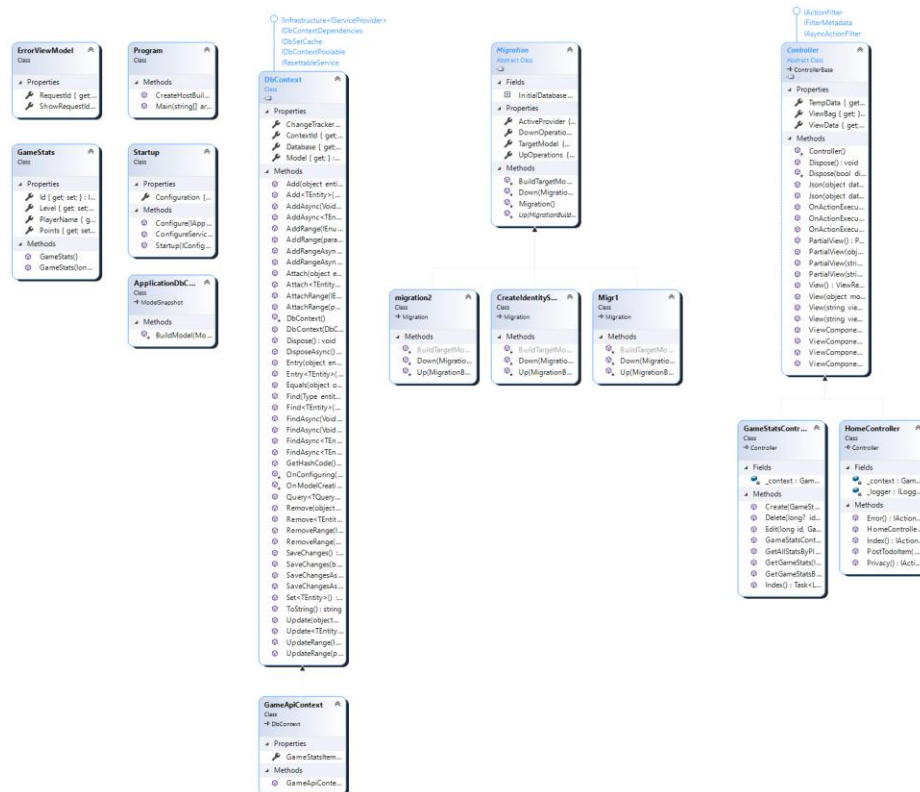 ErrorViewModel
Class
Properties
RequestId { get;...
ShowRequestId...
Program
Class
Methods
CreateHostBuil...
Main(string[] ar...
GameStats
Class
Properties
Id { get; set; } : l...
Level { get; set;...
PlayerName { g...
Points { get; set...
Methods
GameStats()
GameStats(lon...
Startup
Class
Properties
Configuration {...
Methods
Configure(IApp...
ConfigureServic...
Startup(IConfig...
ApplicationDbC...
Class
ModelSnapshot
Methods
BuildModel(Mo...
IInfrastructure<IServiceProvider>
IDbContextDependencies
IDbSetCache
IDbContextPoolable
IResettableService
DbContext
Class
Properties
ChangeTracker...
ContextId { get;...
Database { get;...
Model { get; } :...
Methods
Add(object enti...
Add<TEntity>(...
AddAsync(Void...
AddAsync<TEn...
AddRange(IEnu...
AddRange(para...
AddRangeAsyn...
AddRangeAsyn...
Attach(object e...
Attach<TEntity...
AttachRange(IE...
AttachRange(p...
DbContext()
DbContext(DbC...
Dispose() : void
DisposeAsync()...
Entry(object en...
Entry<TEntity>(...
Equals(object o...
Find(Type entit...
Find<TEntity>(...
FindAsync(Void...
FindAsync(Void...
FindAsync<TEn...
FindAsync<TEn...
GetHashCode()...
OnConfiguring(...
OnModelCreati...
Query<TQuery...
Remove(object...
Remove<TEntit...
RemoveRange(I...
RemoveRange(...
SaveChanges() :...
SaveChanges(b...
SaveChangesAs...
SaveChangesAs...
Set<TEntity>() :...
ToString() : string
Update(object...
Update<TEntity...
UpdateRange(I...
UpdateRange(p...
GameApiContext
Class
DbContext
Properties
GameStatsItem...
Methods
GameApiConte...
Migration
Abstract Class
Fields
InitialDatabase...
Properties
ActiveProvider {...
DownOperatio...
TargetModel {...
UpOperations {...
Methods
BuildTargetMo...
Down(Migratio...
Migration()
Up(MigrationBuild...
migration2
Class
Migration
Methods
BuildTargetMo...
Down(Migratio...
Up(MigrationB...
CreateIdentityS...
Class
Migration
Methods
BuildTargetMo...
Down(Migratio...
Up(MigrationB...
Migr1
Class
Migration
Methods
BuildTargetMo...
Down(Migratio...
Up(MigrationB...
IActionFilter
IFilterMetadata
IAsyncActionFilter
Controller
Abstract Class
ControllerBase
Properties
TempData { get...
ViewBag { get; }...
ViewData { get;...
Methods
Controller()
Dispose() : void
Dispose(bool di...
Json(object dat...
Json(object dat...
OnActionExecu...
OnActionExecu...
OnActionExecu...
PartialView() : P...
PartialView(obj...
PartialView(stri...
PartialView(stri...
View() : ViewRe...
View(object mo...
View(string vie...
View(string vie...
ViewCompone...
ViewCompone...
ViewCompone...
ViewCompone...
GameStatsContr...
Class
Controller
Fields
_context : Gam...
Methods
Create(GameSt...
Delete(long? id...
Edit(long id, Ga...
GameStatsCont...
GetAllStatsByPl...
GetGameStats(l...
GetGameStatsB...
Index() : Task<L...
HomeController
Class
Controller
Fields
_context : Gam...
_logger : ILogg...
Methods
Error() : IAction...
HomeControlle...
Index() : IAction...
PostTodoItem(...
Privacy() : IActi...